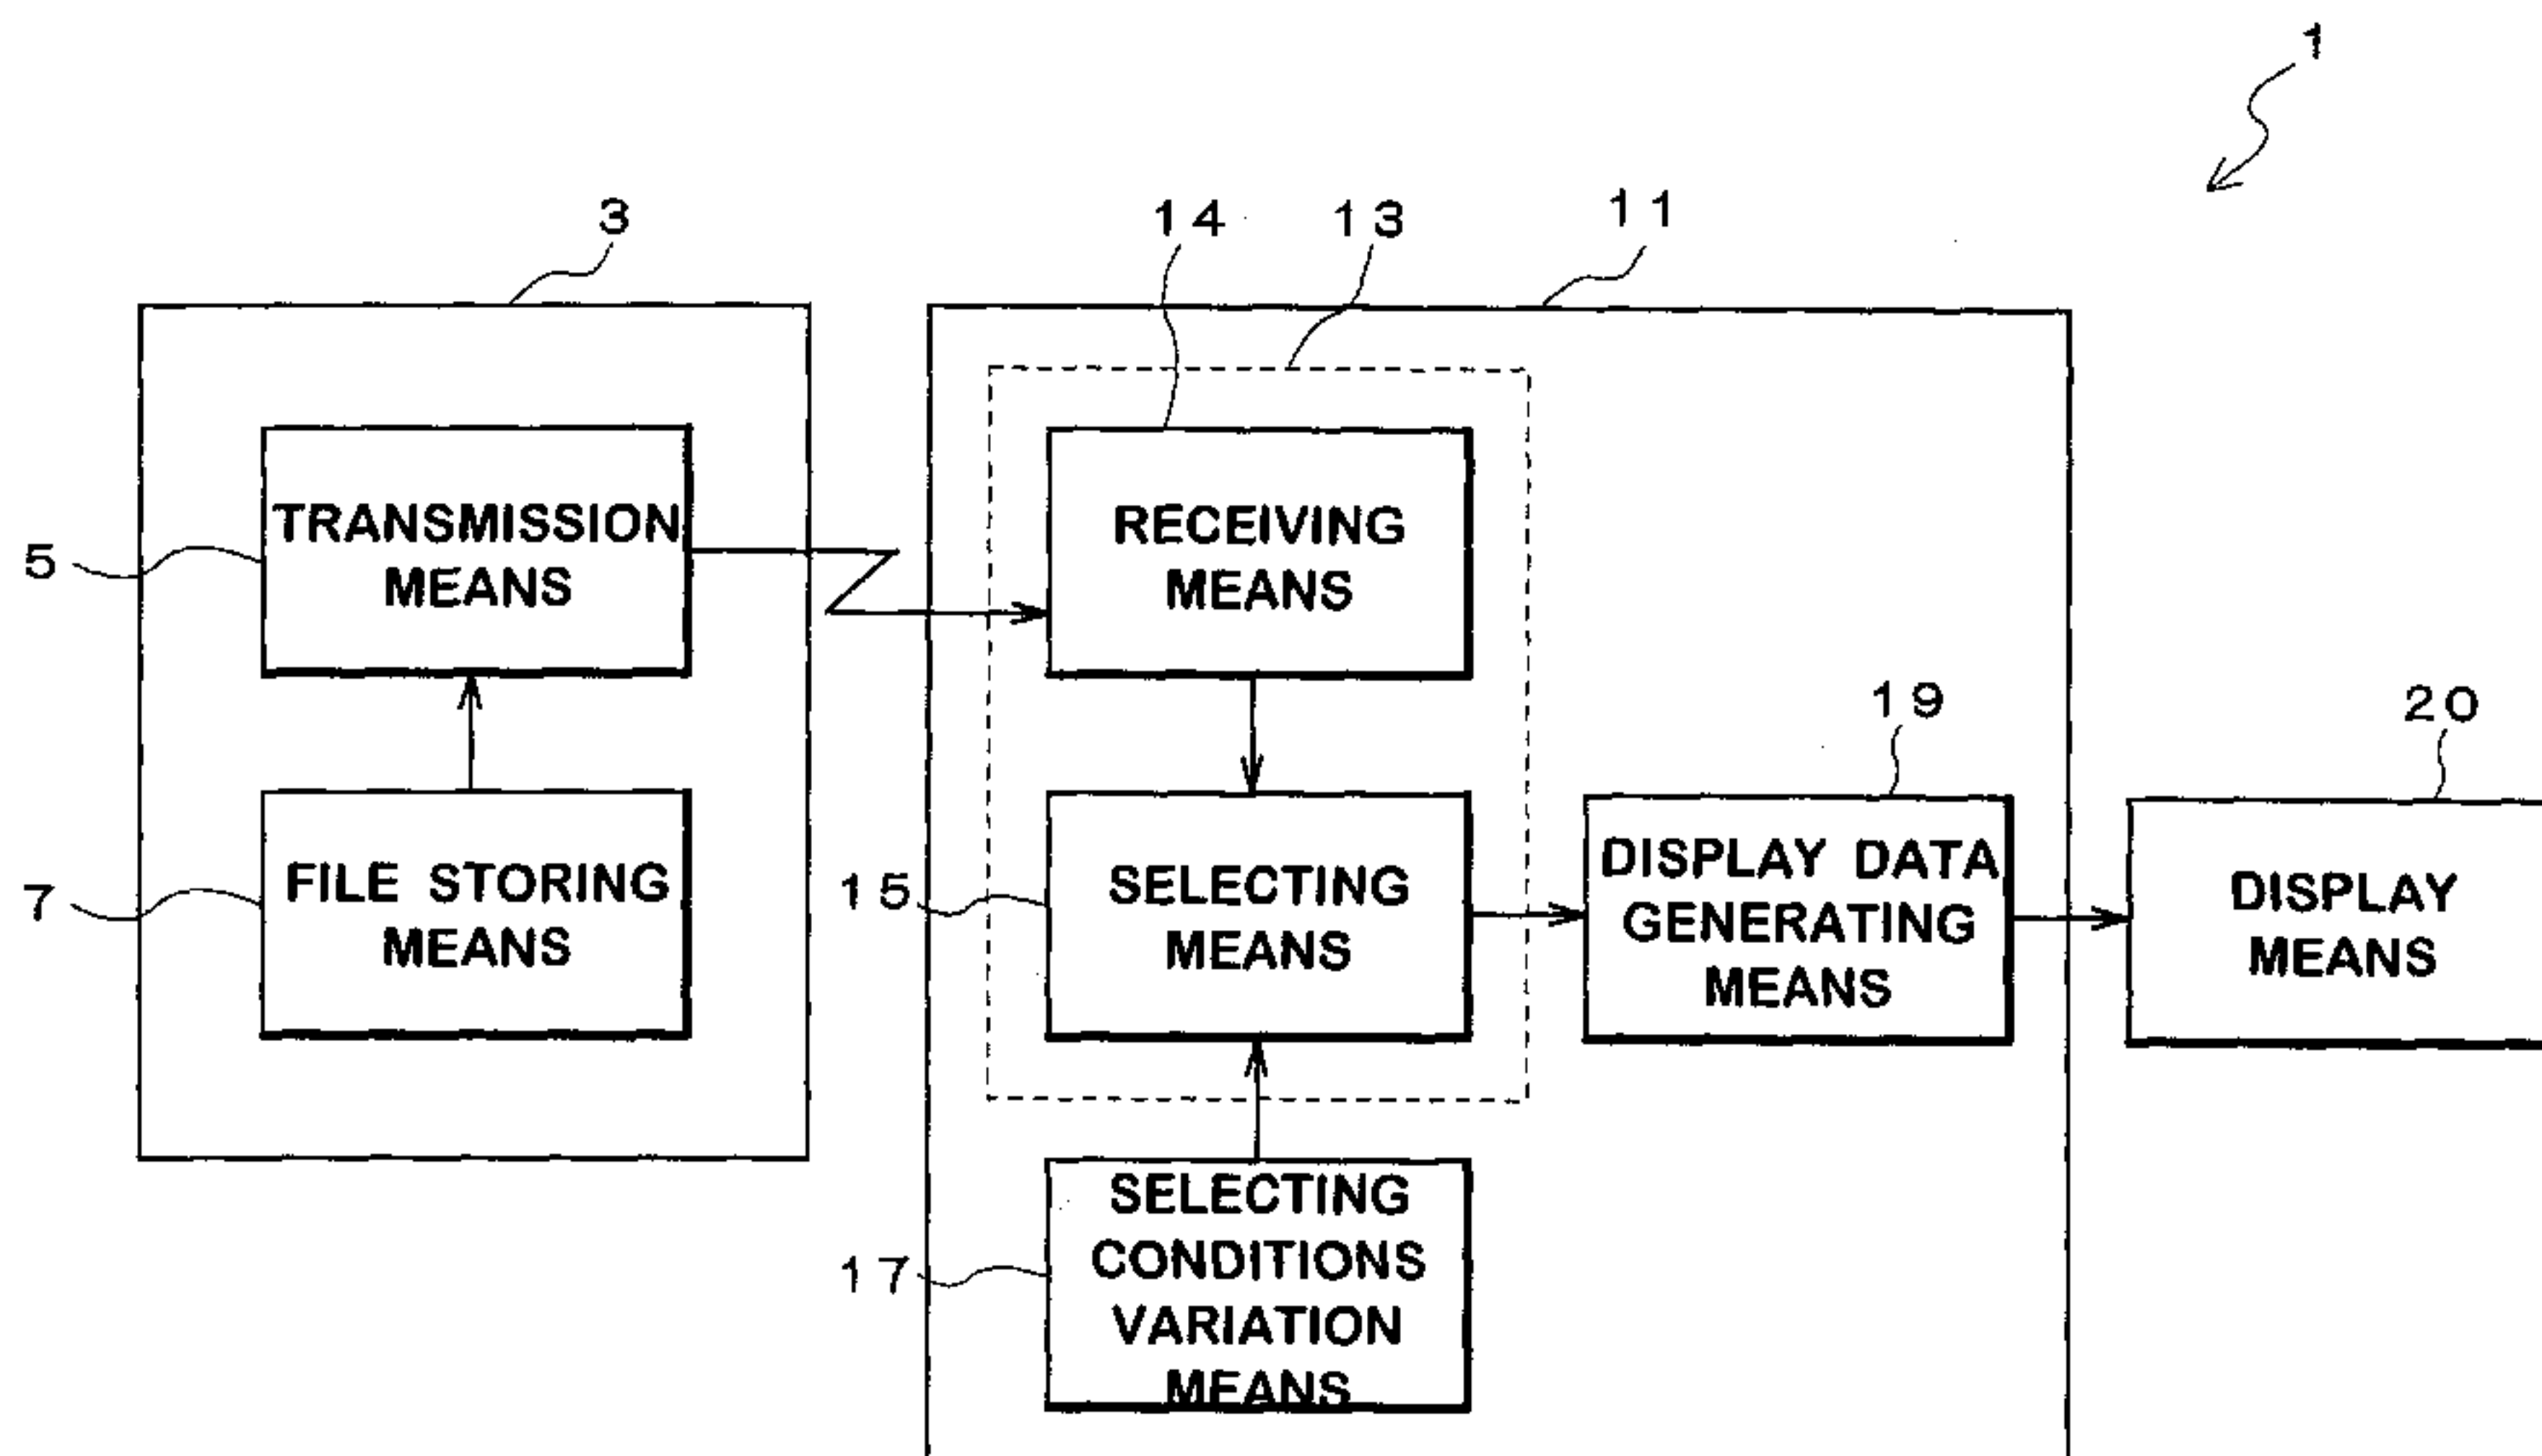 1
3
14
13
11
TRANSMISSION
MEANS
5
RECEIVING
MEANS
19
20
FILE STORING
MEANS
7
15
SELECTING
MEANS
DISPLAY DATA
GENERATING
MEANS
DISPLAY
MEANS
17
SELECTING
CONDITIONS
VARIATION
MEANS